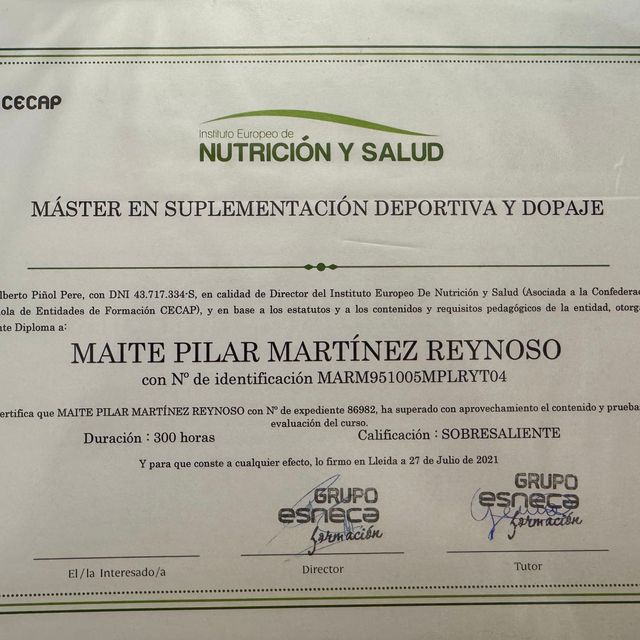 CECAP
Instituto Europeo de
NUTRICIÓN Y SALUD
MÁSTER EN SUPLEMENTACIÓN DEPORTIVA Y DOPAJE
lberto Piñol Pere, con DNI 43.717.334-S, en calidad de Director del Instituto Europeo De Nutrición y Salud (Asociada a la Confederac
ola de Entidades de Formación CECAP), y en base a los estatutos y a los contenidos y requisitos pedagógicos de la entidad, otorga
nte Diploma a:
MAITE PILAR MARTÍNEZ REYNOSO
con Nº de identificación MARM951005MPLRYT04
ertifica que MAITE PILAR MARTÍNEZ REYNOSO con Nº de expediente 86982, ha superado con aprovechamiento el contenido y pruebas
evaluación del curso.
Duración : 300 horas Calificación : SOBRESALIENTE
Y para que conste a cualquier efecto, lo firmo en Lleida a 27 de Julio de 2021
GRUPO
esneca
formación
GRUPO
esneca
formación
El/la Interesado/a Director Tutor